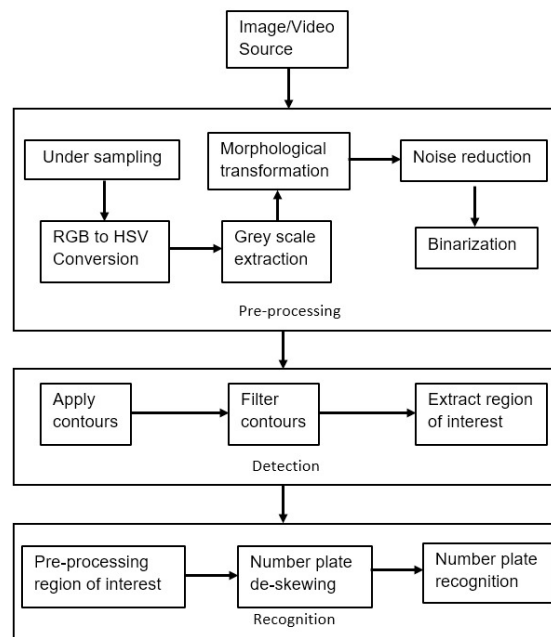 Image/Video
Source
Under sampling
RGB to HSV
Conversion
Grey scale
extraction
Morphological
transformation
Noise reduction
Binarization
Pre-processing
Apply
contours
Filter
contours
Extract region
of interest
Detection
Pre-processing
region of interest
Number plate
de-skewing
Number plate
recognition
Recognition